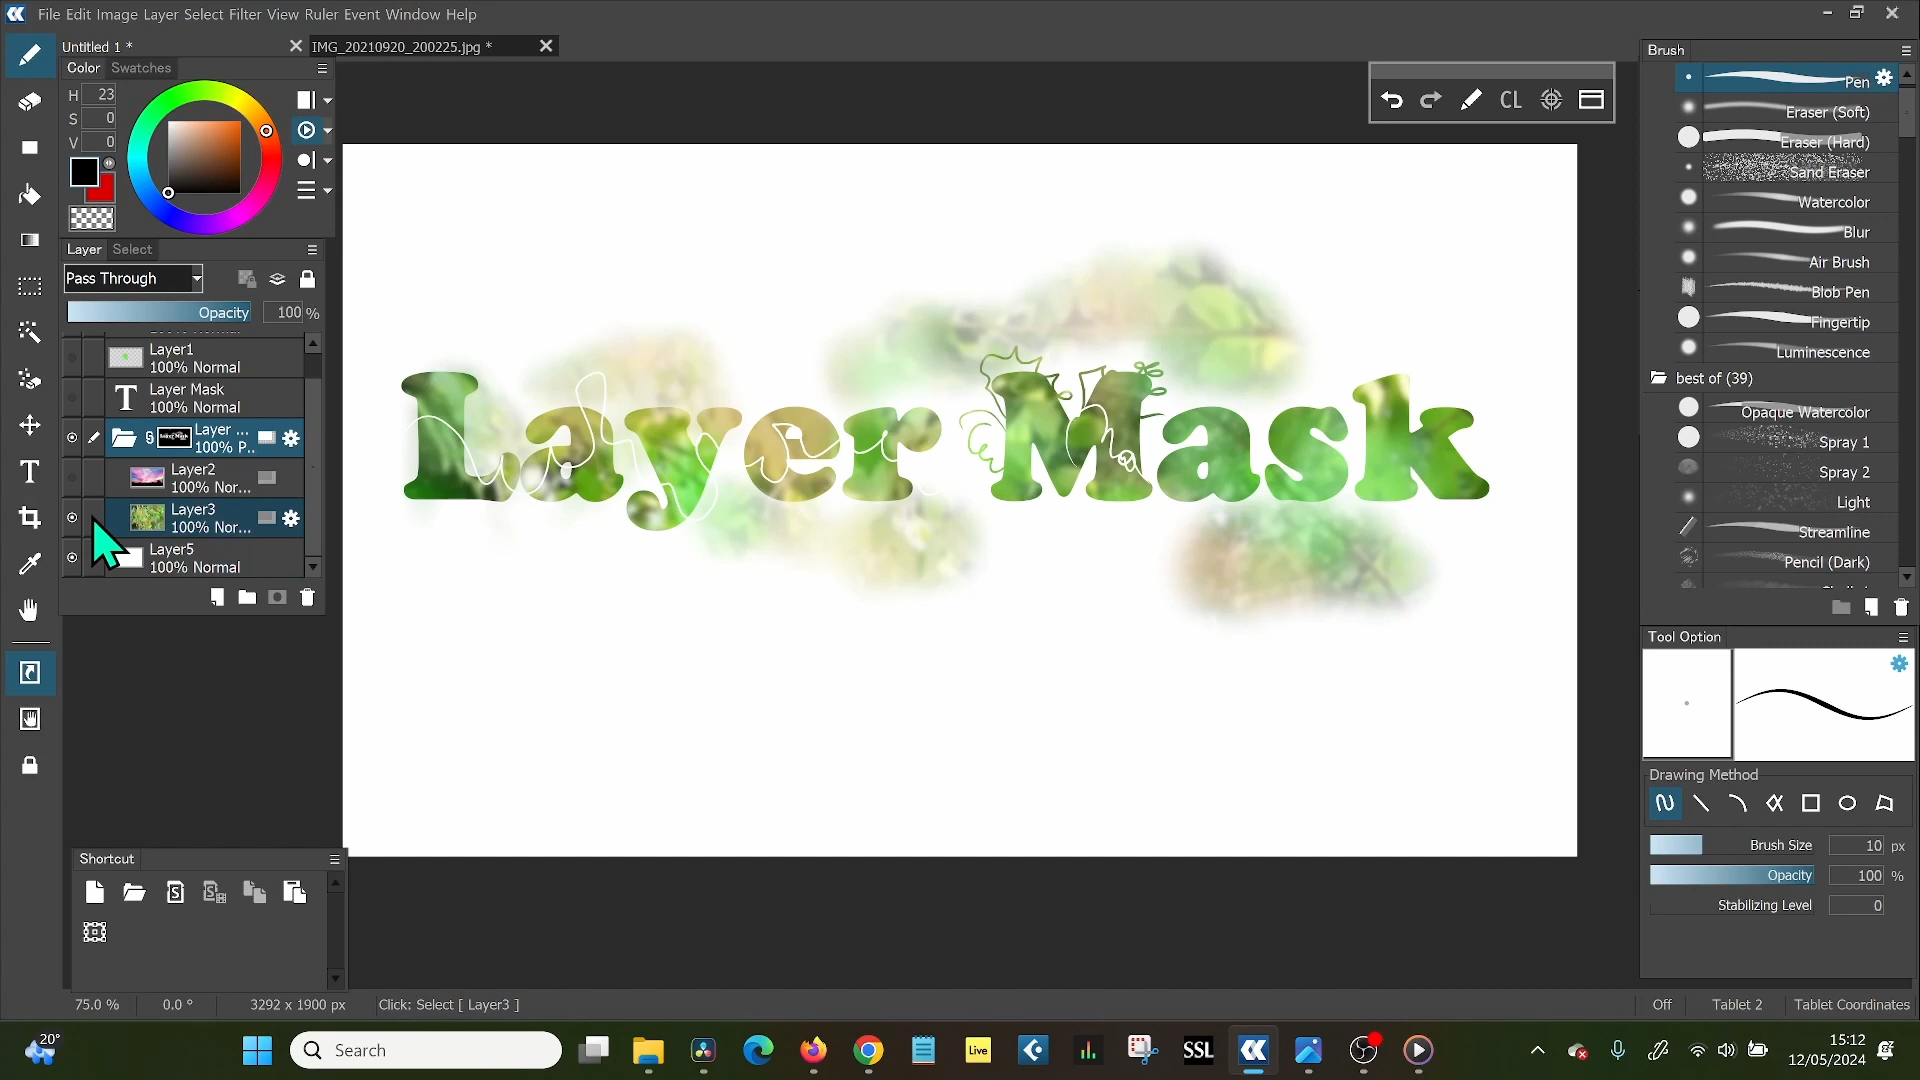 File Edit Image Layer Select Filter View Ruler Event Window Help
Untitled 1 *
IMG_20210920_200225.jpg *
Color
Swatches
H 23
S 0
V 0
Layer
Select
Pass Through
Opacity 100 %
Layer1
100% Normal
Layer Mask
100% Normal
Layer ...
100% P..
Layer2
100% Nor...
Layer3
100% Nor...
Layer5
100% Normal
CL
Layer Mask
Brush
Pen
Eraser (Soft)
Eraser (Hard)
Sand Eraser
Watercolor
Blur
Air Brush
Blob Pen
Fingertip
Luminescence
best of (39)
Opaque Watercolor
Spray 1
Spray 2
Light
Streamline
Pencil (Dark)
Tool Option
Drawing Method
Brush Size 10 px
Opacity 100 %
Stabilizing Level 0
Shortcut
75.0 %
0.0 °
3292 x 1900 px
Click: Select [ Layer3 ]
Off
Tablet 2
Tablet Coordinates
20°
Search
Live
SSL
15:12
12/05/2024